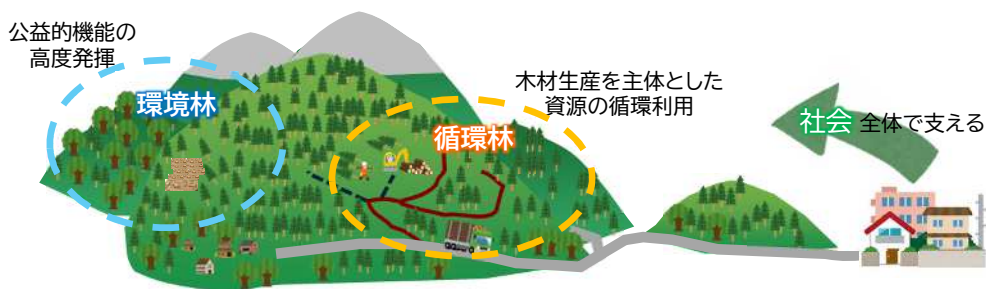 公益的機能の
高度発揮
環境林
木材生産を主体とした
資源の循環利用
循環林
社会 全体で支える